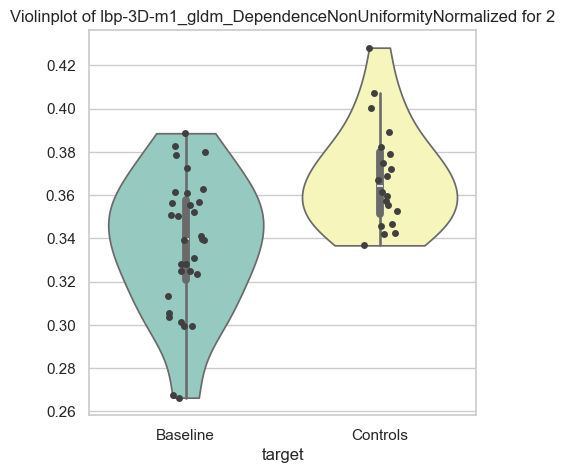 Violinplot of lbp-3D-m1_gldm_DependenceNonUniformityNormalized for 2
0.42
0.40
0.38
0.36
0.34
0.32
0.30
0.28
0.26
Baseline
Controls
target